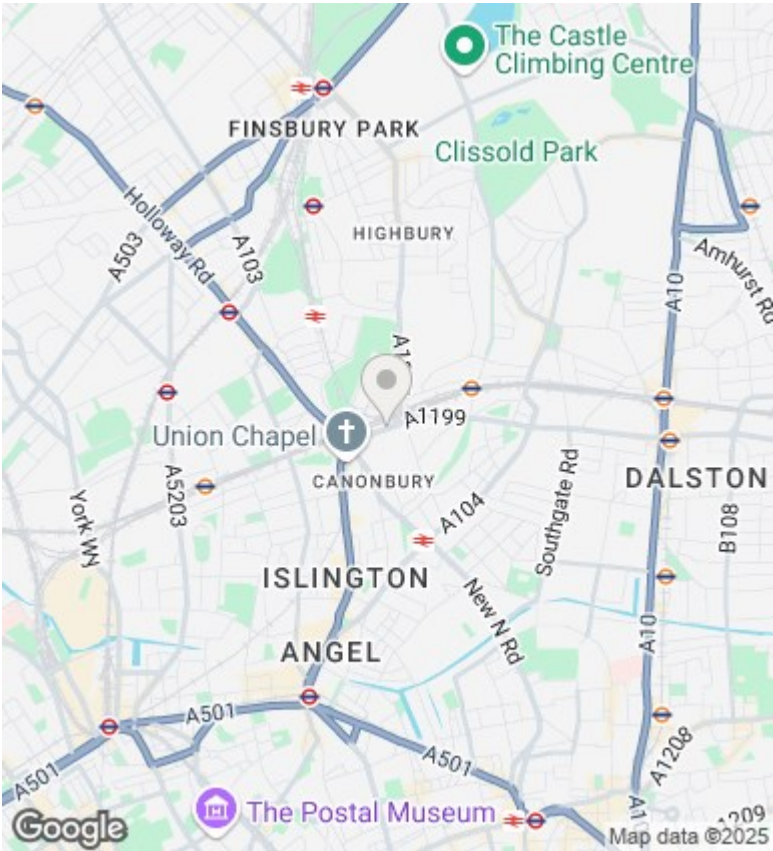 The Castle
Climbing Centre
FINSBURY PARK
Clissold Park
Holloway Rd
A503
A103
HIGHBURY
Amhurst Rd
A10
A1199
Union Chapel
CANONBURY
DALSTON
A5203
York WN
A104
Southgate Rd
B108
ISLINGTON
New N Rd
ANGEL
A10
A501
A501
A501
A1208
The Postal Museum
Google
Map data ©2025